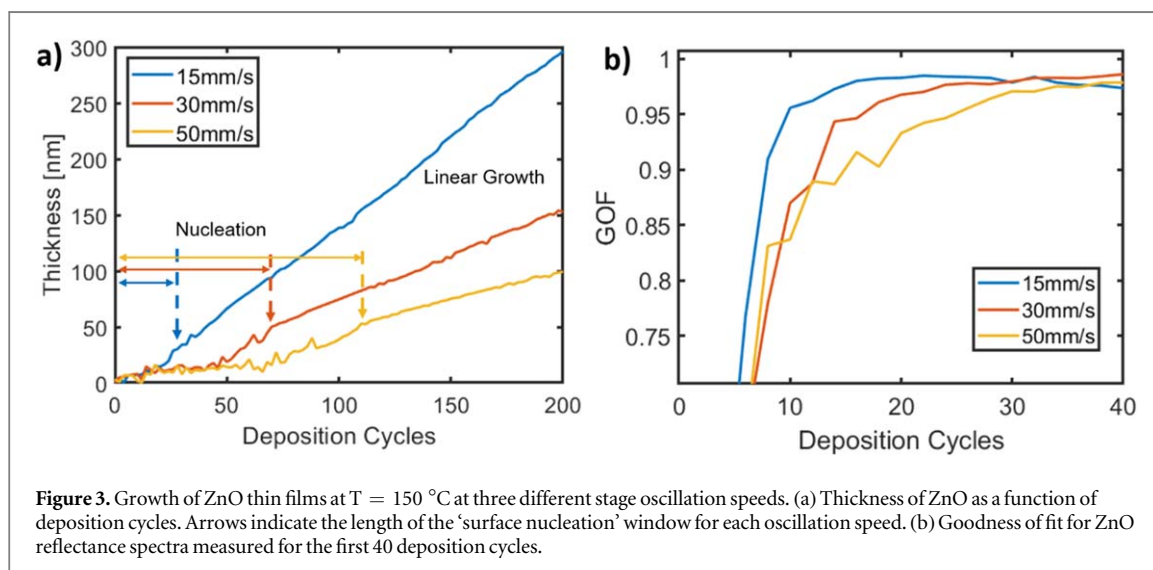 a)
300
250
200
150
100
50
0
Thickness [nm]
15mm/s
30mm/s
50mm/s
Nucleation
Linear Growth
0 50 100 150 200
Deposition Cycles
b)
1
0.95
0.9
0.85
0.8
0.75
GOF
15mm/s
30mm/s
50mm/s
0 10 20 30 40
Deposition Cycles
Figure 3. Growth of ZnO thin films at T = 150 °C at three different stage oscillation speeds. (a) Thickness of ZnO as a function of
deposition cycles. Arrows indicate the length of the ‘surface nucleation’ window for each oscillation speed. (b) Goodness of fit for ZnO
reflectance spectra measured for the first 40 deposition cycles.